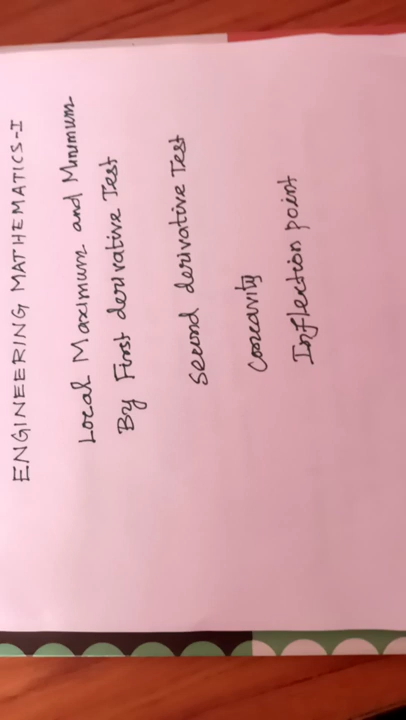 ENGINEERING MATHEMATICS-I
Local Maximum and Minimum
By First derivative Test
Second derivative Test
Concavity
Inflection point